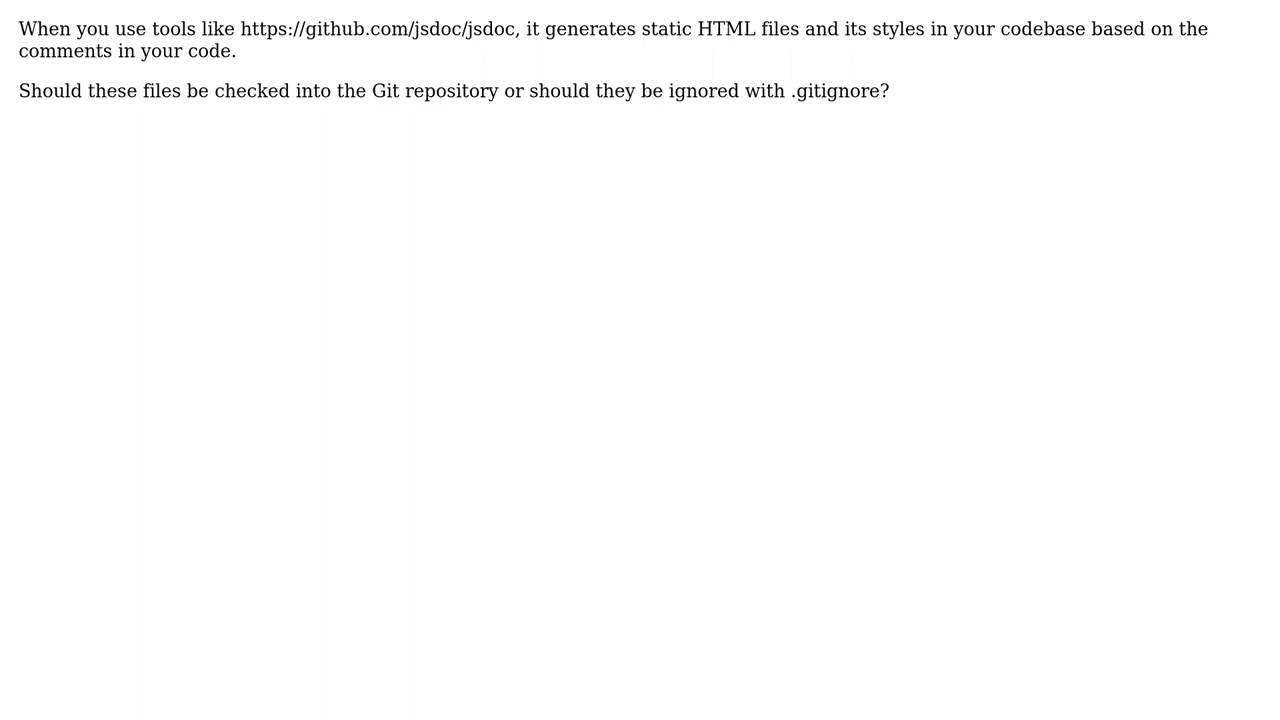 When you use tools like https://github.com/jsdoc/jsdoc, it generates static HTML files and its styles in your codebase based on the
comments in your code.
Should these files be checked into the Git repository or should they be ignored with .gitignore?